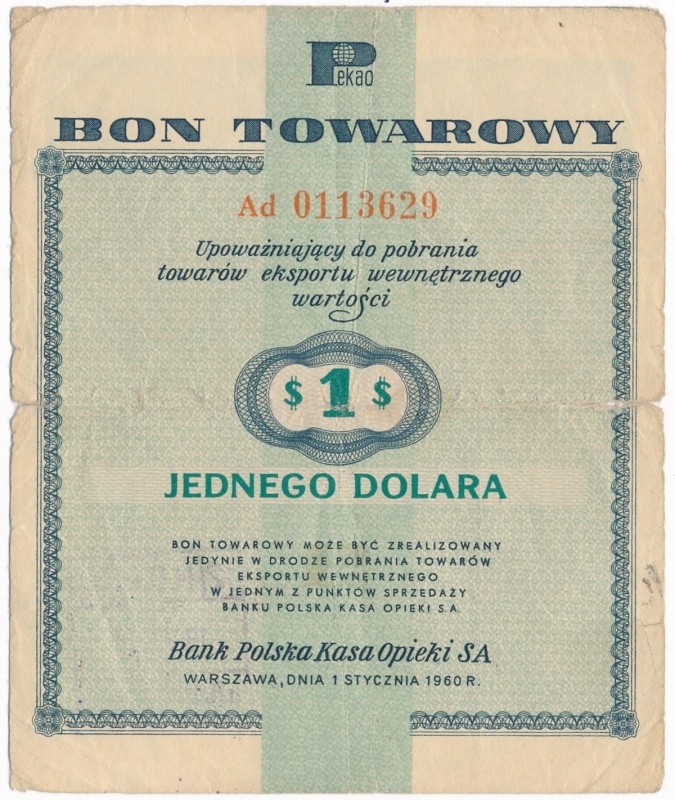 Pekao
BON TOWAROWY
Ad 0113629
Upoważniający do pobrania
towarów eksportu wewnętrznego
wartości
$ 1 $
JEDNEGO DOLARA
BON TOWAROWY MOŻE BYĆ ZREALIZOWANY
JEDYNIE W DRODZE POBRANIA TOWARÓW
EKSPORTU WEWNĘTRZNEGO
W JEDNYM Z PUNKTÓW SPRZEDAŻY
BANKU POLSKA KASA OPIEKI S.A.
Bank Polska Kasa Opieki SA
WARSZAWA, DNIA 1 STYCZNIA 1960 R.